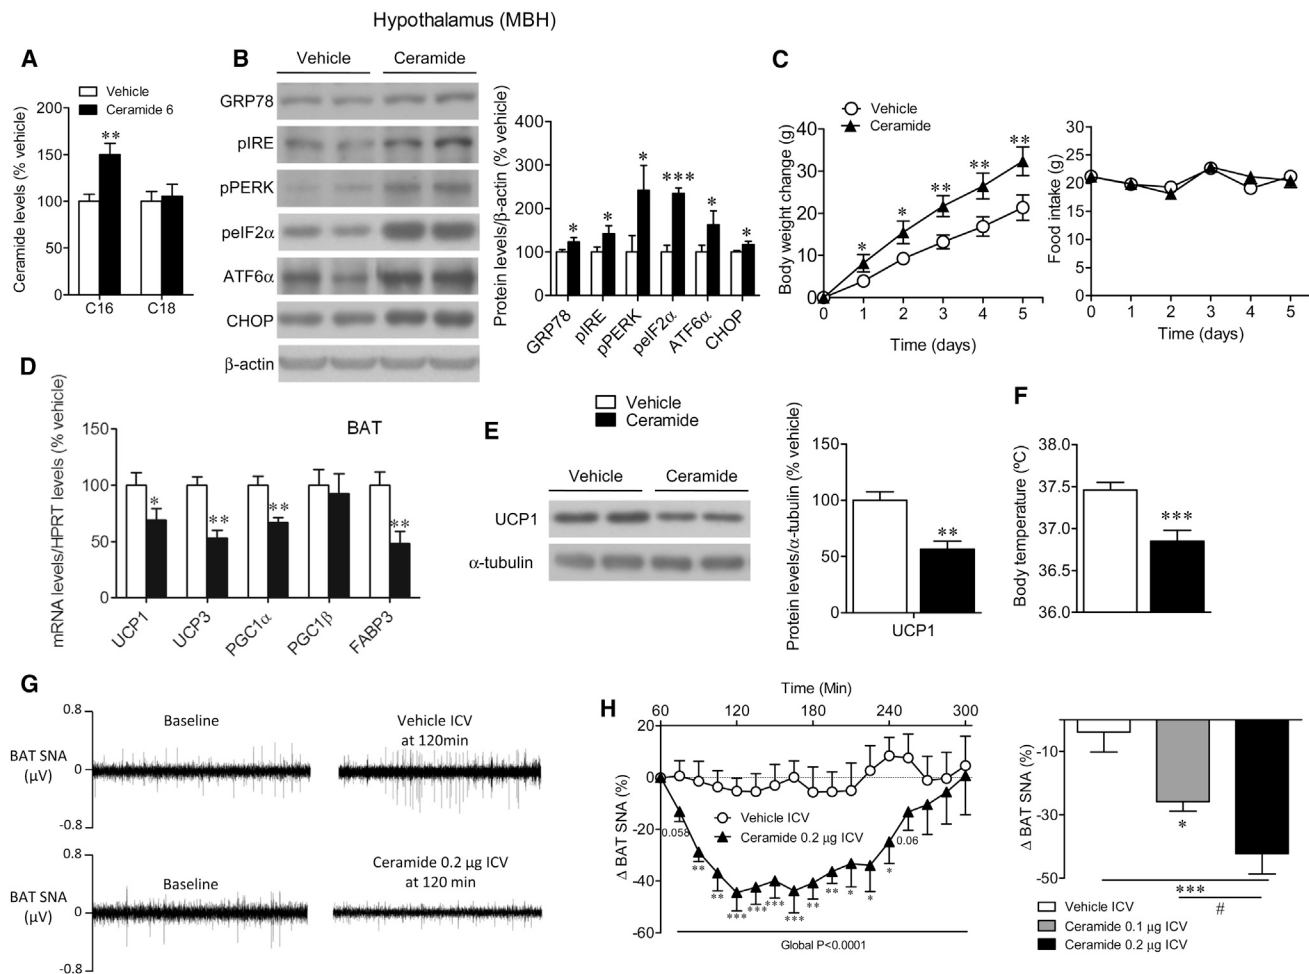 Hypothalamus (MBH)
A
Vehicle
Ceramide 6
Ceramide levels (% vehicle)
200
150
100
50
0
**
C16
C18
B
Vehicle
Ceramide
GRP78
pIRE
pPERK
peIF2α
ATF6α
CHOP
β-actin
Protein levels/β-actin (% vehicle)
400
300
200
100
0
*
*
*
***
*
*
GRP78
pIRE
pPERK
peIF2α
ATF6α
CHOP
C
Vehicle
Ceramide
Body weight change (g)
40
30
20
10
0
*
*
**
**
**
0 1 2 3 4 5
Time (days)
Food intake (g)
30
25
20
15
10
5
0
0 1 2 3 4 5
Time (days)
D
BAT
mRNA levels/HPRT levels (% vehicle)
150
100
50
0
*
**
**
**
UCP1
UCP3
PGC1α
PGC1β
FABP3
Vehicle
Ceramide
E
Vehicle
Ceramide
UCP1
α-tubulin
Protein levels/α-tubulin (% vehicle)
150
100
50
0
**
UCP1
F
Body temperature (ºC)
38.0
37.5
37.0
36.5
36.0
***
G
0.8
BAT SNA
(μV)
0
-0.8
Baseline
Vehicle ICV
at 120min
0.8
BAT SNA
(μV)
0
-0.8
Baseline
Ceramide 0.2 μg ICV
at 120 min
H
Time (Min)
60 120 180 240 300
Δ BAT SNA (%)
20
0
-20
-40
-60
Vehicle ICV
Ceramide 0.2 μg ICV
0.058
**
**
***
***
***
***
**
**
*
*
*
0.06
Global P<0.0001
Δ BAT SNA (%)
-10
-30
-50
*
***
#
Vehicle ICV
Ceramide 0.1 μg ICV
Ceramide 0.2 μg ICV